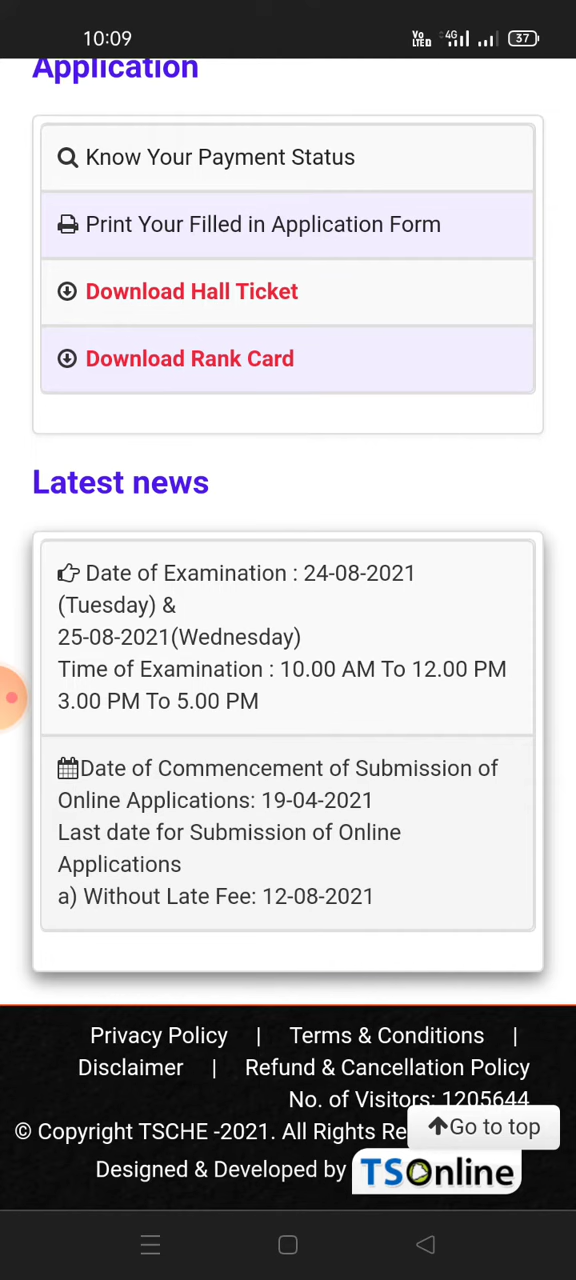 10:09
Vo
LTED
4G
37
Application
Know Your Payment Status
Print Your Filled in Application Form
Download Hall Ticket
Download Rank Card
Latest news
Date of Examination : 24-08-2021
(Tuesday) &
25-08-2021(Wednesday)
Time of Examination : 10.00 AM To 12.00 PM
3.00 PM To 5.00 PM
Date of Commencement of Submission of
Online Applications: 19-04-2021
Last date for Submission of Online
Applications
a) Without Late Fee: 12-08-2021
Privacy Policy | Terms & Conditions |
Disclaimer | Refund & Cancellation Policy
No. of Visitors: 1205644
© Copyright TSCHE -2021. All Rights Re
Go to top
Designed & Developed by TSOnline